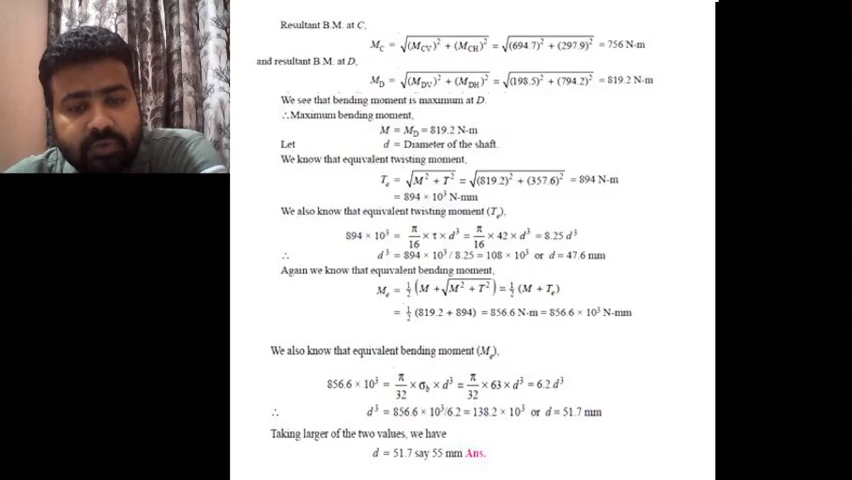 Resultant B.M. at C,
M_C = √(M_CV)² + (M_CH)² = √(694.7)² + (297.9)² = 756 N-m
and resultant B.M. at D,
M_D = √(M_DV)² + (M_DH)² = √(198.5)² + (794.2)² = 819.2 N-m
We see that bending moment is maximum at D.
∴Maximum bending moment,
M = M_D = 819.2 N-m
Let d = Diameter of the shaft.
We know that equivalent twisting moment,
T_e = √M² + T² = √(819.2)² + (357.6)² = 894 N-m
= 894 × 10³ N-mm
We also know that equivalent twisting moment (T_e),
894 × 10³ = π/16 × τ × d³ = π/16 × 42 × d³ = 8.25 d³
∴ d³ = 894 × 10³ / 8.25 = 108 × 10³ or d = 47.6 mm
Again we know that equivalent bending moment,
M_e = ½ (M + √M² + T²) = ½ (M + T_e)
= ½ (819.2 + 894) = 856.6 N-m = 856.6 × 10³ N-mm
We also know that equivalent bending moment (M_e),
856.6 × 10³ = π/32 × σ_b × d³ = π/32 × 63 × d³ = 6.2 d³
∴ d³ = 856.6 × 10³/6.2 = 138.2 × 10³ or d = 51.7 mm
Taking larger of the two values, we have
d = 51.7 say 55 mm Ans.